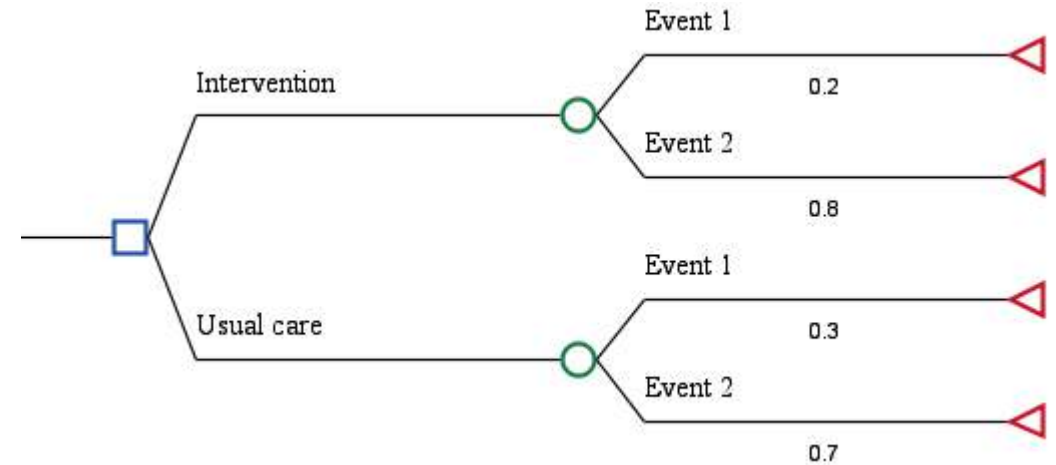 Event 1
0.2
Intervention
Event 2
0.8
Event 1
0.3
Usual care
Event 2
0.7